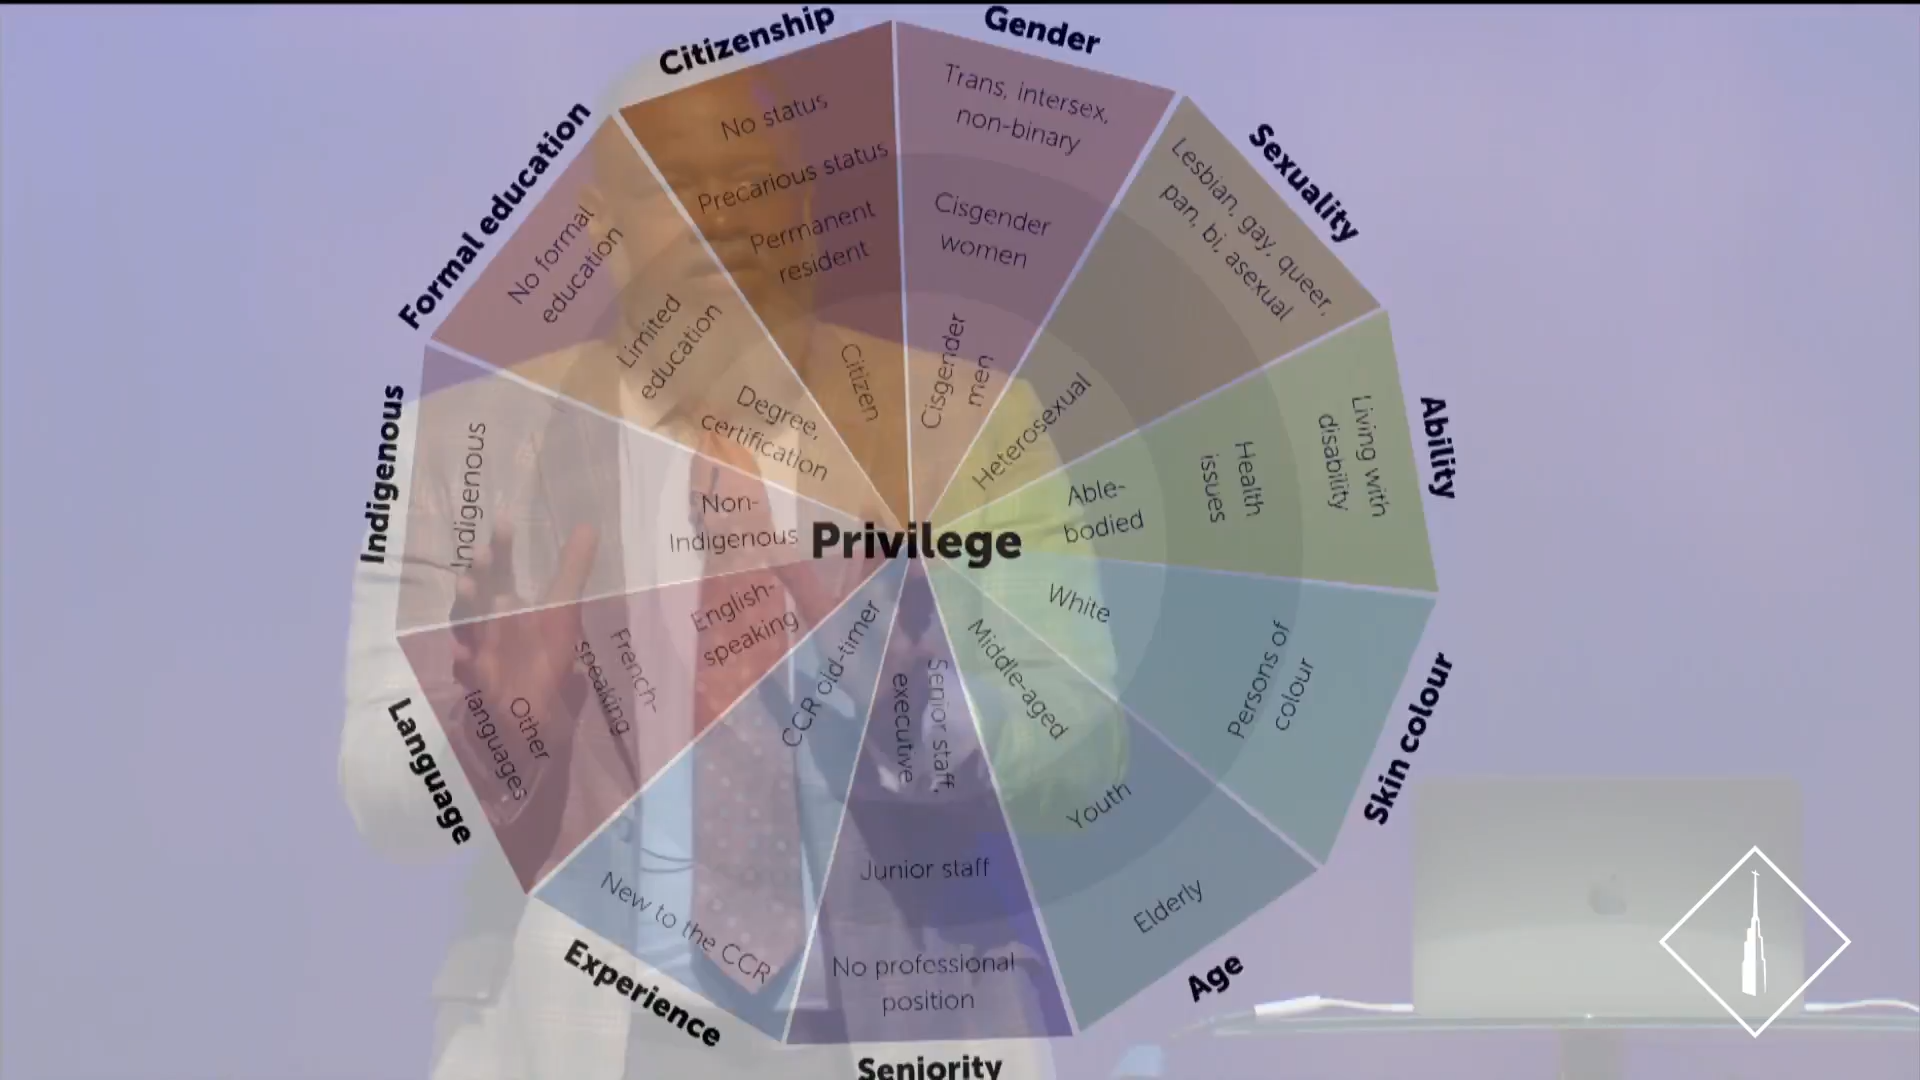 Citizenship
No status,
Precarious status
Permanent
resident
Citizen
Gender
Trans, intersex,
non-binary
Cisgender
women
Cisgender
men
Sexuality
Lesbian, gay, queer,
pan, bi, asexual
Heterosexual
Ability
Living with
disability
Health
issues
Able-
bodied
Skin colour
Persons of
colour
White
Age
Elderly
Youth
Middle-aged
Seniority
No professional
position
Junior staff
Senior staff,
executive
Experience
New to the CCR
CCR old-timer
Language
Other
languages
French-
speaking
English-
speaking
Indigenous
Indigenous
Non-
Indigenous
Formal education
No formal
education
Limited
education
Degree,
certification
Privilege